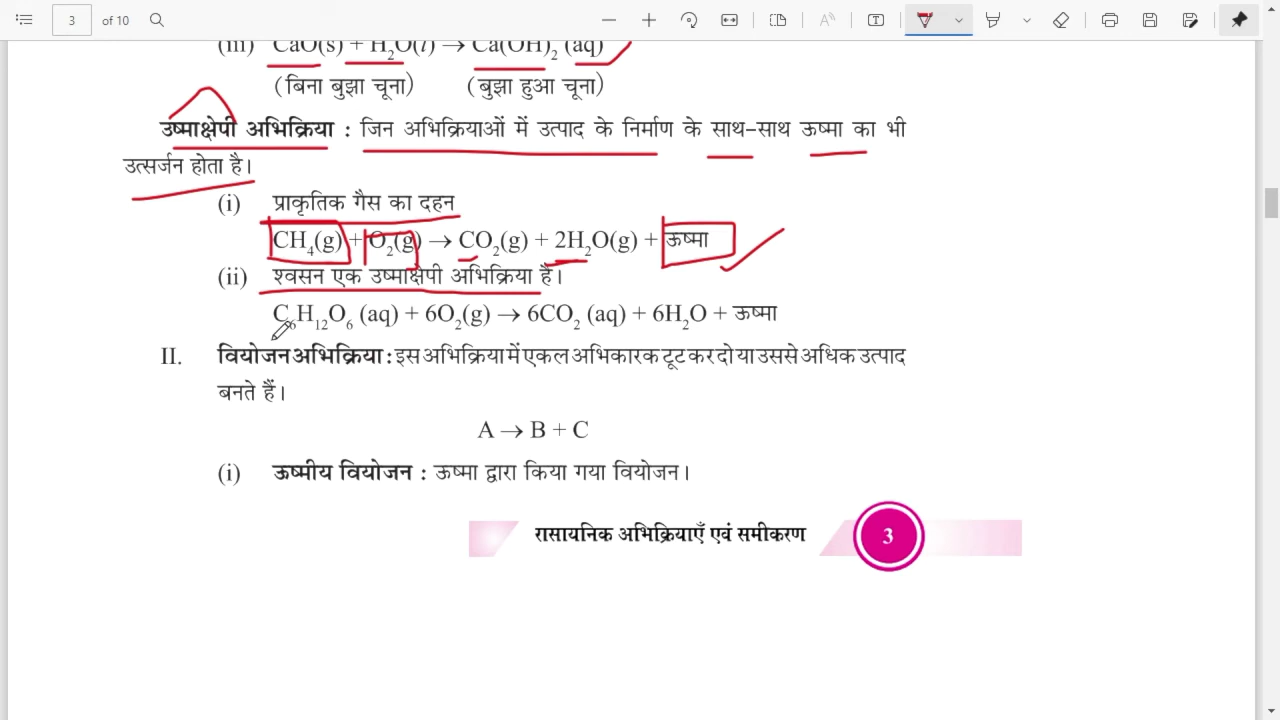 3 of 10
(iii) CaO(s) + H₂O(l) → Ca(OH)₂ (aq)
(बिना बुझा चूना) (बुझा हुआ चूना)
उष्माक्षेपी अभिक्रिया : जिन अभिक्रियाओं में उत्पाद के निर्माण के साथ-साथ ऊष्मा का भी
उत्सर्जन होता है।
(i) प्राकृतिक गैस का दहन
CH₄(g) + O₂(g) → CO₂(g) + 2H₂O(g) + ऊष्मा
(ii) श्वसन एक उष्माक्षेपी अभिक्रिया है।
C₆H₁₂O₆ (aq) + 6O₂(g) → 6CO₂ (aq) + 6H₂O + ऊष्मा
II. वियोजन अभिक्रिया : इस अभिक्रिया में एकल अभिकारक टूट कर दो या उससे अधिक उत्पाद
बनते हैं।
A → B + C
(i) ऊष्मीय वियोजन : ऊष्मा द्वारा किया गया वियोजन।
रासायनिक अभिक्रियाएँ एवं समीकरण 3